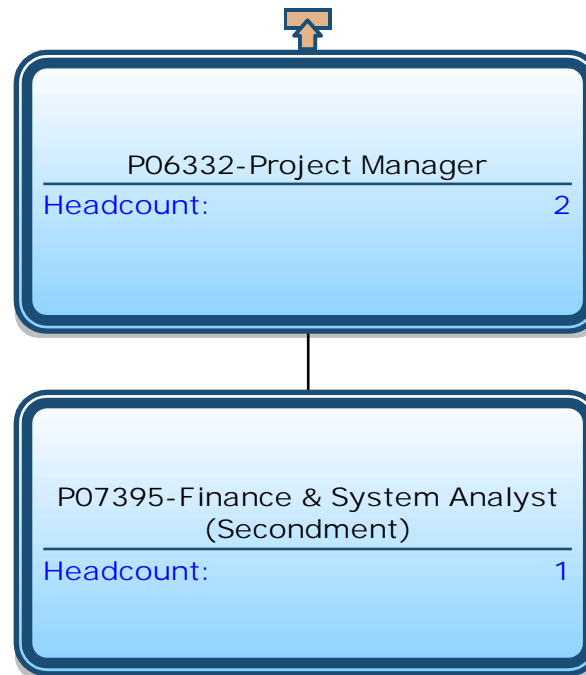 P06332-Project Manager
Headcount: 2
P07395-Finance & System Analyst
(Secondment)
Headcount: 1